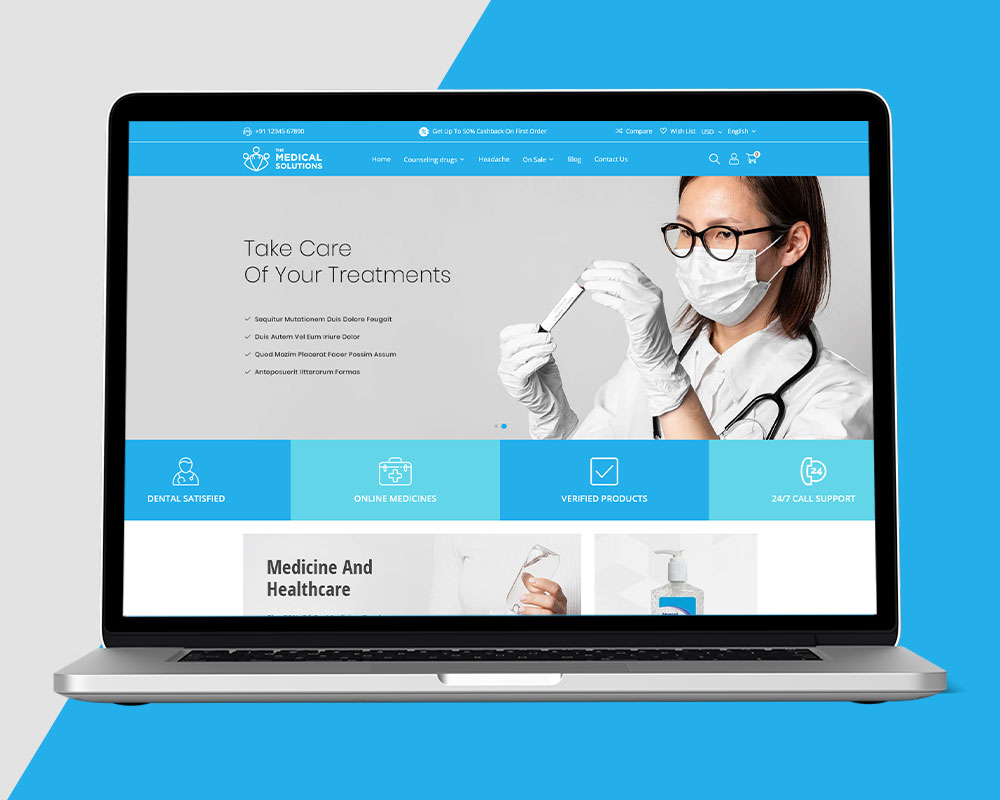 +91 12345 67890
Get Up To 50% Cashback On First Order
Compare
Wish List
USD
English
THE
MEDICAL
SOLUTIONS
Home
Counseling drugs
Headache
On Sale
Blog
Contact Us
0
Take Care
Of Your Treatments
Sequitur Mutationem Duis Dolore Feugait
Duis Autem Vel Eum Iriure Dolor
Quod Mazim Placerat Facer Possim Assum
Anteposuerit litterarum Formas
DENTAL SATISFIED
ONLINE MEDICINES
VERIFIED PRODUCTS
24
24/7 CALL SUPPORT
Medicine And
Healthcare